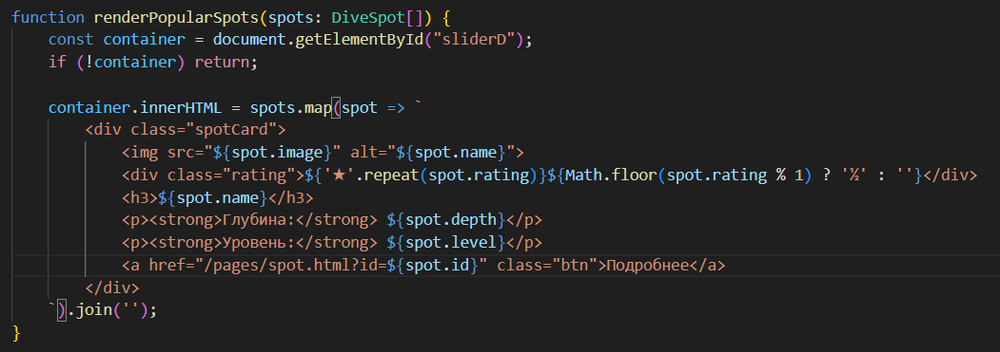 function renderPopularSpots(spots: DiveSpot[]) {
    const container = document.getElementById("sliderD");
    if (!container) return;

    container.innerHTML = spots.map(spot => `
        <div class="spotCard">
            <img src="${spot.image}" alt="${spot.name}">
            <div class="rating">${'★'.repeat(spot.rating)}${Math.floor(spot.rating % 1) ? '½' : ''}</div>
            <h3>${spot.name}</h3>
            <p><strong>Глубина:</strong> ${spot.depth}</p>
            <p><strong>Уровень:</strong> ${spot.level}</p>
            <a href="/pages/spot.html?id=${spot.id}" class="btn">Подробнее</a>
        </div>
    `).join('');
}